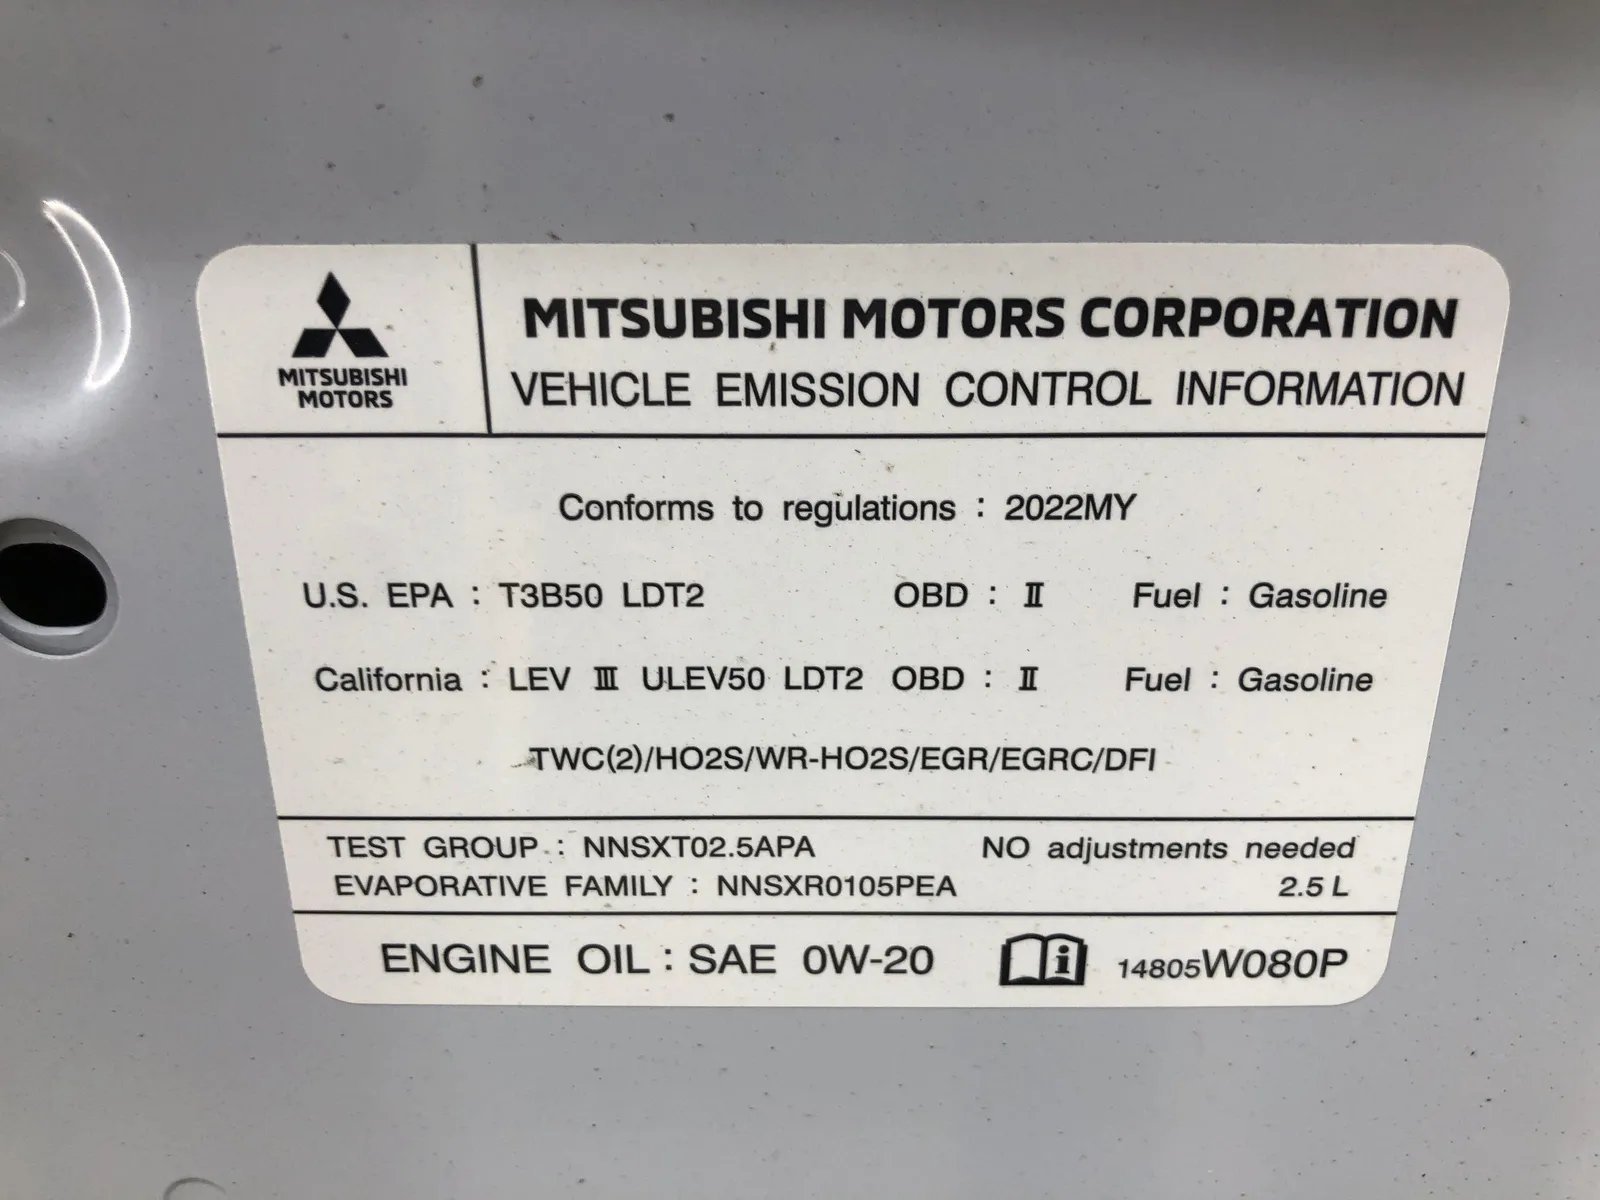 MITSUBISHI
MOTORS
MITSUBISHI MOTORS CORPORATION
VEHICLE EMISSION CONTROL INFORMATION
Conforms to regulations : 2022MY
U.S. EPA : T3B50 LDT2 OBD : Ⅱ Fuel : Gasoline
California : LEV Ⅲ ULEV50 LDT2 OBD : Ⅱ Fuel : Gasoline
TWC(2)/HO2S/WR-HO2S/EGR/EGRC/DFI
TEST GROUP : NNSXT02.5APA NO adjustments needed
EVAPORATIVE FAMILY : NNSXR0105PEA 2.5 L
ENGINE OIL : SAE 0W-20 i 14805W080P